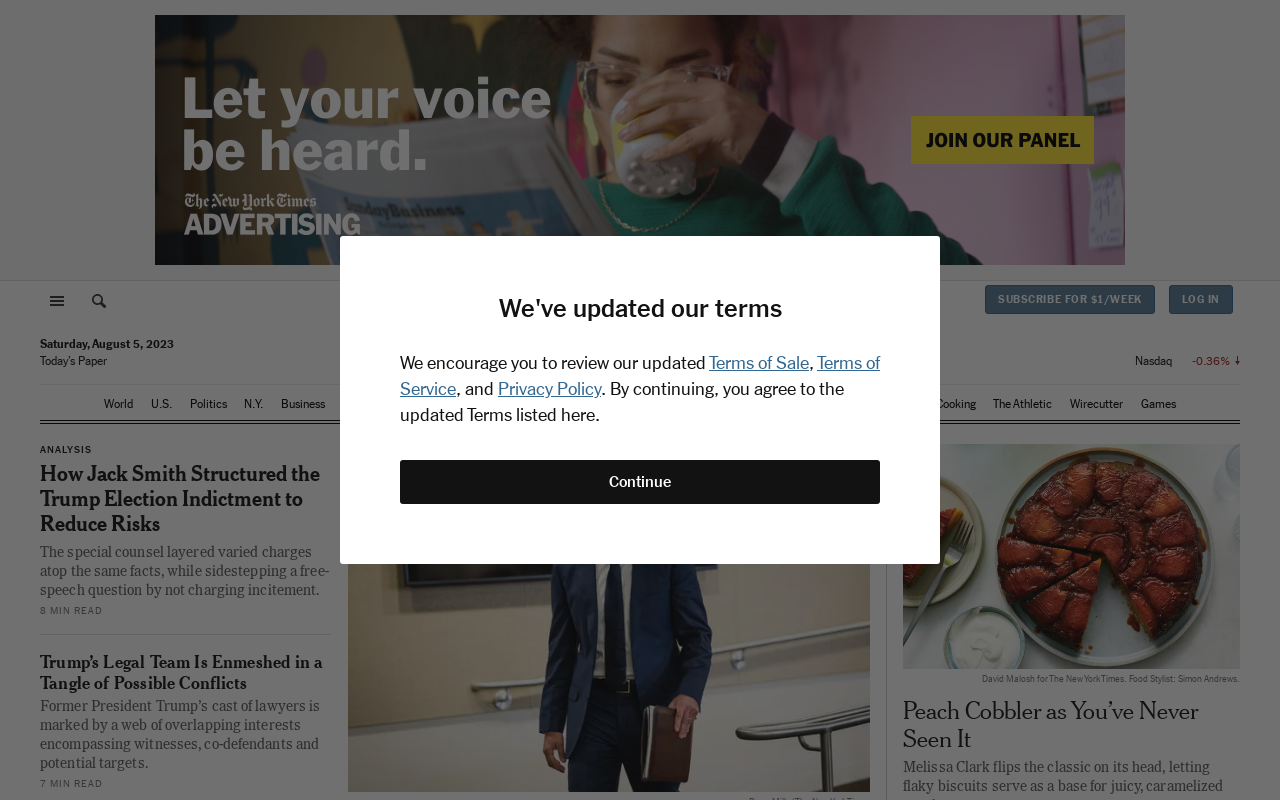 Let your voice
be heard.
The New York Times
ADVERTISING
JOIN OUR PANEL
SundayBusiness
SUBSCRIBE FOR $1/WEEK
LOG IN
Saturday, August 5, 2023
Today's Paper
Nasdaq -0.36%
World U.S. Politics N.Y. Business
Cooking The Athletic Wirecutter Games
We've updated our terms
We encourage you to review our updated Terms of Sale, Terms of
Service, and Privacy Policy. By continuing, you agree to the
updated Terms listed here.
Continue
ANALYSIS
How Jack Smith Structured the
Trump Election Indictment to
Reduce Risks
The special counsel layered varied charges
atop the same facts, while sidestepping a free-
speech question by not charging incitement.
8 MIN READ
Trump's Legal Team Is Enmeshed in a
Tangle of Possible Conflicts
Former President Trump's cast of lawyers is
marked by a web of overlapping interests
encompassing witnesses, co-defendants and
potential targets.
7 MIN READ
David Malosh for The New York Times. Food Stylist: Simon Andrews.
Peach Cobbler as You've Never
Seen It
Melissa Clark flips the classic on its head, letting
flaky biscuits serve as a base for juicy, caramelized